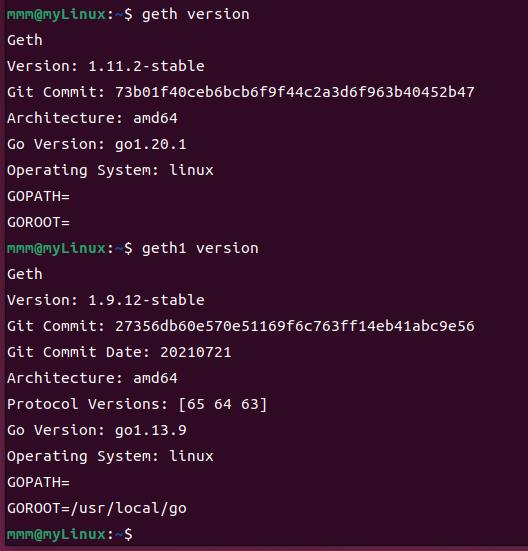 mmm@myLinux:~$ geth version
Geth
Version: 1.11.2-stable
Git Commit: 73b01f40ceb6bcb6f9f44c2a3d6f963b40452b47
Architecture: amd64
Go Version: go1.20.1
Operating System: linux
GOPATH=
GOROOT=
mmm@myLinux:~$ geth1 version
Geth
Version: 1.9.12-stable
Git Commit: 27356db60e570e51169f6c763ff14eb41abc9e56
Git Commit Date: 20210721
Architecture: amd64
Protocol Versions: [65 64 63]
Go Version: go1.13.9
Operating System: linux
GOPATH=
GOROOT=/usr/local/go
mmm@myLinux:~$